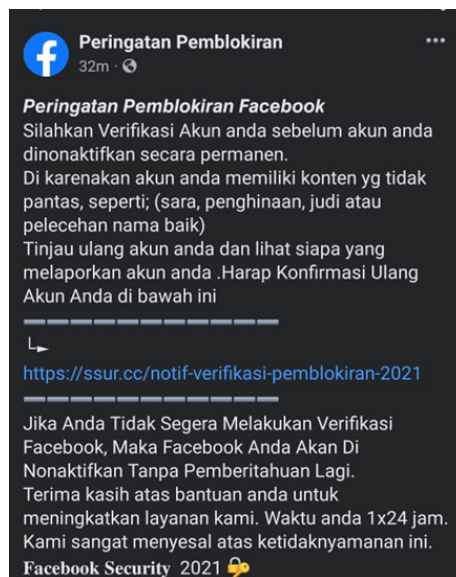 Peringatan Pemblokiran
32m ·
Peringatan Pemblokiran Facebook
Silahkan Verifikasi Akun anda sebelum akun anda
dinonaktifkan secara permanen.
Di karenakan akun anda memiliki konten yg tidak
pantas, seperti; (sara, penghinaan, judi atau
pelecehan nama baik)
Tinjau ulang akun anda dan lihat siapa yang
melaporkan akun anda .Harap Konfirmasi Ulang
Akun Anda di bawah ini
https://ssur.cc/notif-verifikasi-pemblokiran-2021
Jika Anda Tidak Segera Melakukan Verifikasi
Facebook, Maka Facebook Anda Akan Di
Nonaktifkan Tanpa Pemberitahuan Lagi.
Terima kasih atas bantuan anda untuk
meningkatkan layanan kami. Waktu anda 1x24 jam.
Kami sangat menyesal atas ketidaknyamanan ini.
𝐅𝐚𝐜𝐞𝐛𝐨𝐨𝐤 𝐒𝐞𝐜𝐮𝐫𝐢𝐭𝐲 2021 🔐